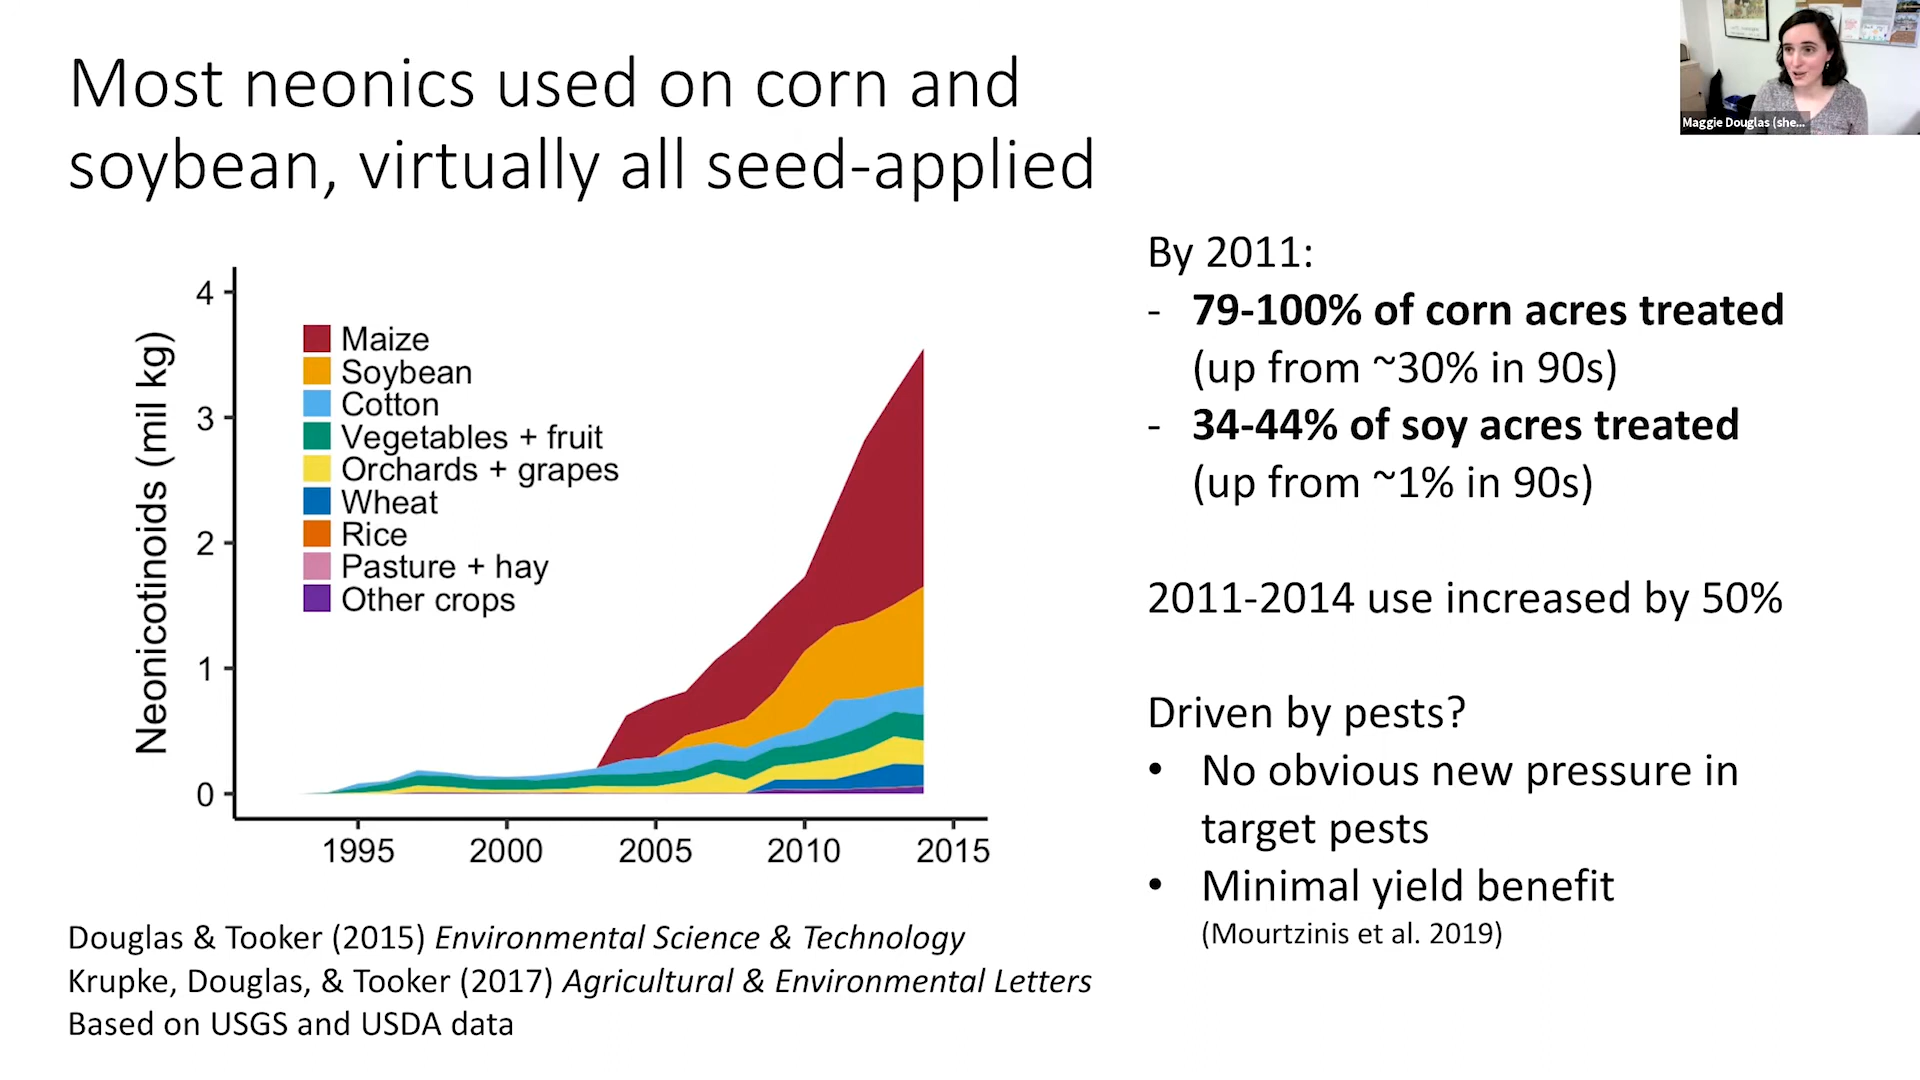 Most neonics used on corn and
soybean, virtually all seed-applied
Maggie Douglas (she...
Neonicotinoids (mil kg)
4
3
2
1
0
Maize
Soybean
Cotton
Vegetables + fruit
Orchards + grapes
Wheat
Rice
Pasture + hay
Other crops
1995
2000
2005
2010
2015
By 2011:
- 79-100% of corn acres treated
(up from ~30% in 90s)
- 34-44% of soy acres treated
(up from ~1% in 90s)
2011-2014 use increased by 50%
Driven by pests?
• No obvious new pressure in
target pests
• Minimal yield benefit
(Mourtzinis et al. 2019)
Douglas & Tooker (2015) Environmental Science & Technology
Krupke, Douglas, & Tooker (2017) Agricultural & Environmental Letters
Based on USGS and USDA data